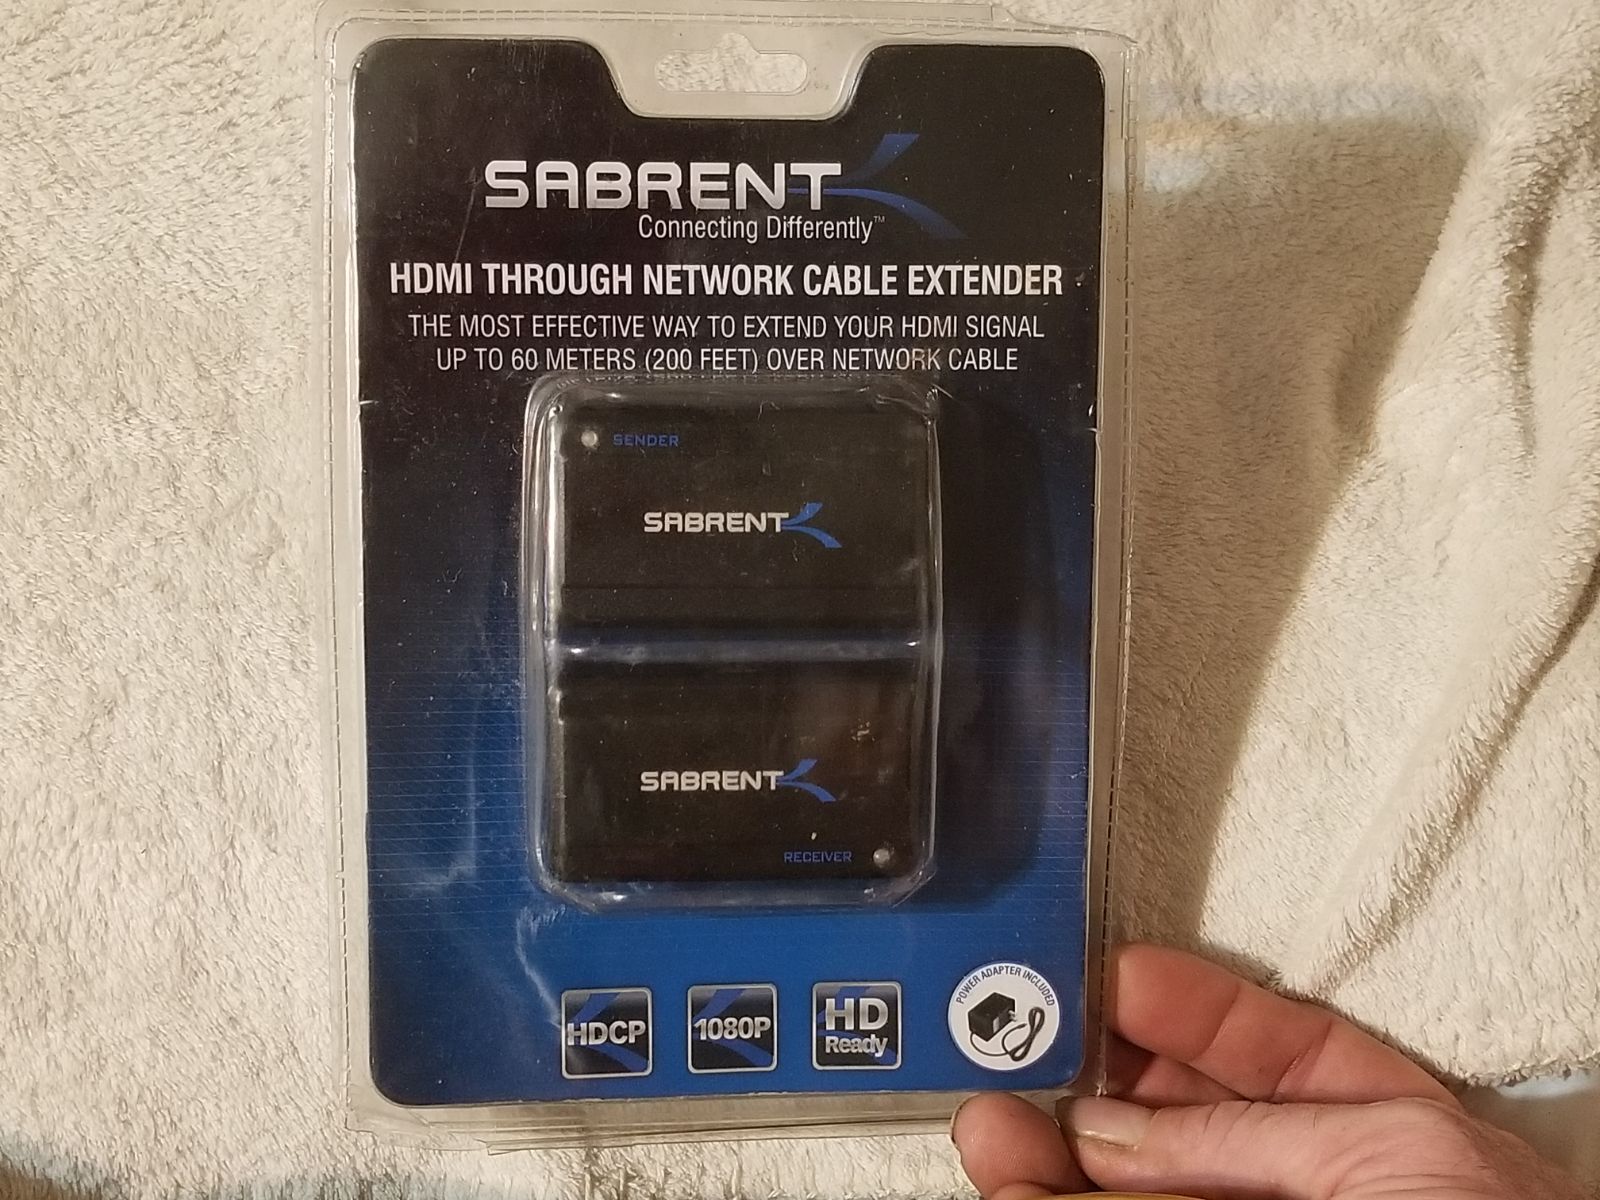 SABRENT
Connecting Differently™
HDMI THROUGH NETWORK CABLE EXTENDER
THE MOST EFFECTIVE WAY TO EXTEND YOUR HDMI SIGNAL
UP TO 60 METERS (200 FEET) OVER NETWORK CABLE
SENDER
SABRENT
SABRENT
RECEIVER
HDCP
1080P
HD
Ready
POWER ADAPTER INCLUDED